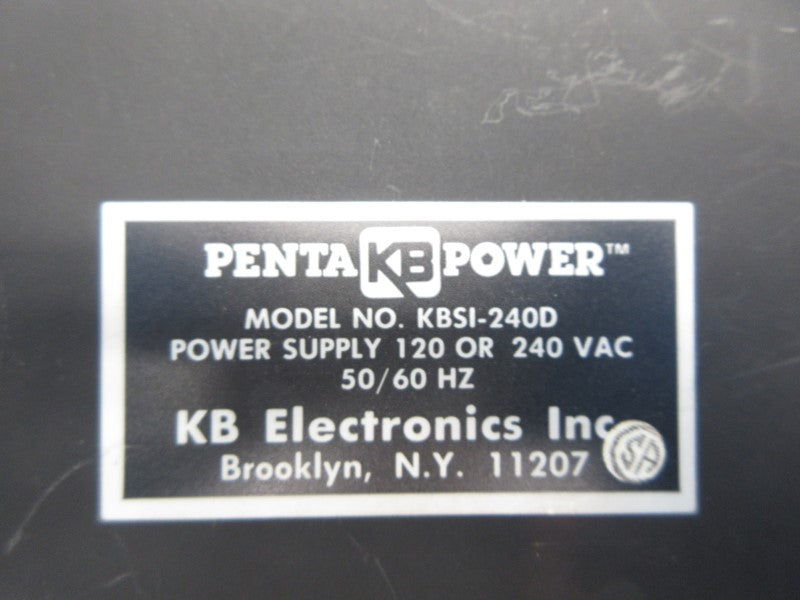 PENTA KB POWER™
MODEL NO. KBSI-240D
POWER SUPPLY 120 OR 240 VAC
50/60 HZ
KB Electronics Inc.
Brooklyn, N.Y. 11207
SA